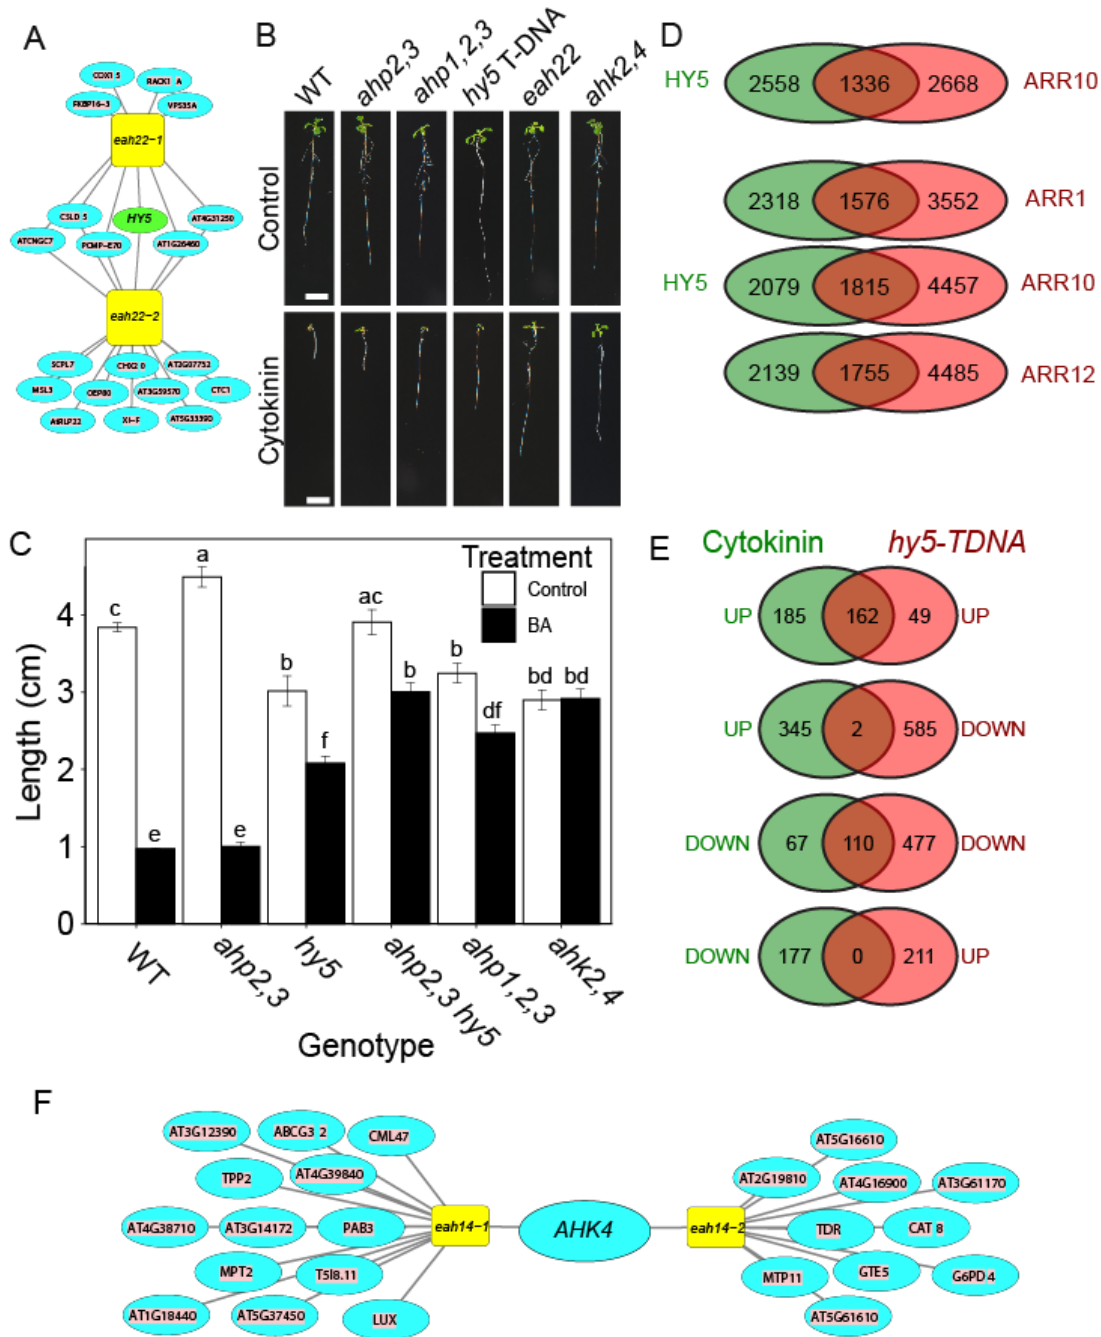 A
COX15
RACK1 A
FKBP16-3
VPS35A
eah22-1
CSLD5
HY5
AT4G31250
ATCNGC7
PCMP-E70
AT1G26460
eah22-2
SCPL7
CHX20
AT3G07752
MSL3
OEP80
AT3G59570
CTC1
AtRLP22
XI-F
AT5G33390
B
WT
ahp2,3
ahp1,2,3
hy5 T-DNA
eah22
ahk2,4
Control
Cytokinin
D
HY5 2558 1336 2668 ARR10
2318 1576 3552 ARR1
HY5 2079 1815 4457 ARR10
2139 1755 4485 ARR12
C
Treatment
Control
BA
Length (cm)
4
3
2
1
0
c
e
a
e
b
f
ac
b
b
df
bd
bd
WT
ahp2,3
hy5
ahp2,3 hy5
ahp1,2,3
ahk2,4
Genotype
E
Cytokinin hy5-TDNA
UP 185 162 49 UP
UP 345 2 585 DOWN
DOWN 67 110 477 DOWN
DOWN 177 0 211 UP
F
AT3G12390
ABCG3 2
CML47
TPP2
AT4G39840
AT4G38710
AT3G14172
PAB3
MPT2
T5I8.11
AT1G18440
AT5G37450
LUX
eah14-1
AHK4
eah14-2
AT5G16610
AT2G19810
AT4G16900
AT3G61170
TDR
CAT 8
MTP11
GTE5
G6PD4
AT5G61610